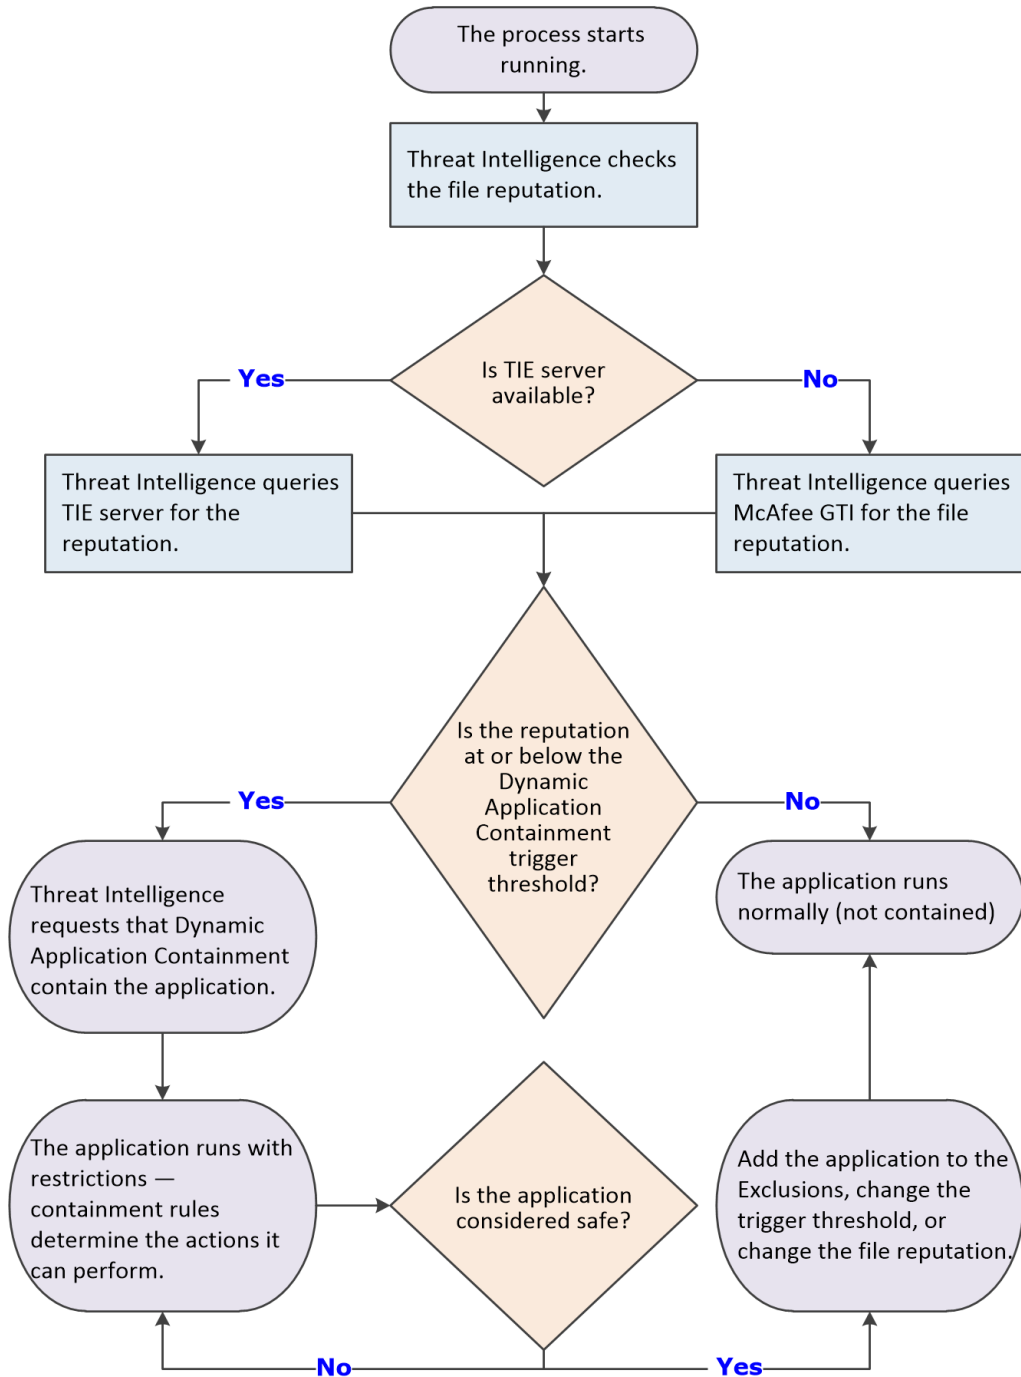 The process starts
running.
Threat Intelligence checks
the file reputation.
Is TIE server
available?
Yes
No
Threat Intelligence queries
TIE server for the
reputation.
Threat Intelligence queries
McAfee GTI for the file
reputation.
Is the reputation
at or below the
Dynamic
Application
Containment
trigger
threshold?
Yes
No
Threat Intelligence
requests that Dynamic
Application Containment
contain the application.
The application runs
normally (not contained)
The application runs with
restrictions —
containment rules
determine the actions it
can perform.
Is the application
considered safe?
Add the application to the
Exclusions, change the
trigger threshold, or
change the file reputation.
No
Yes